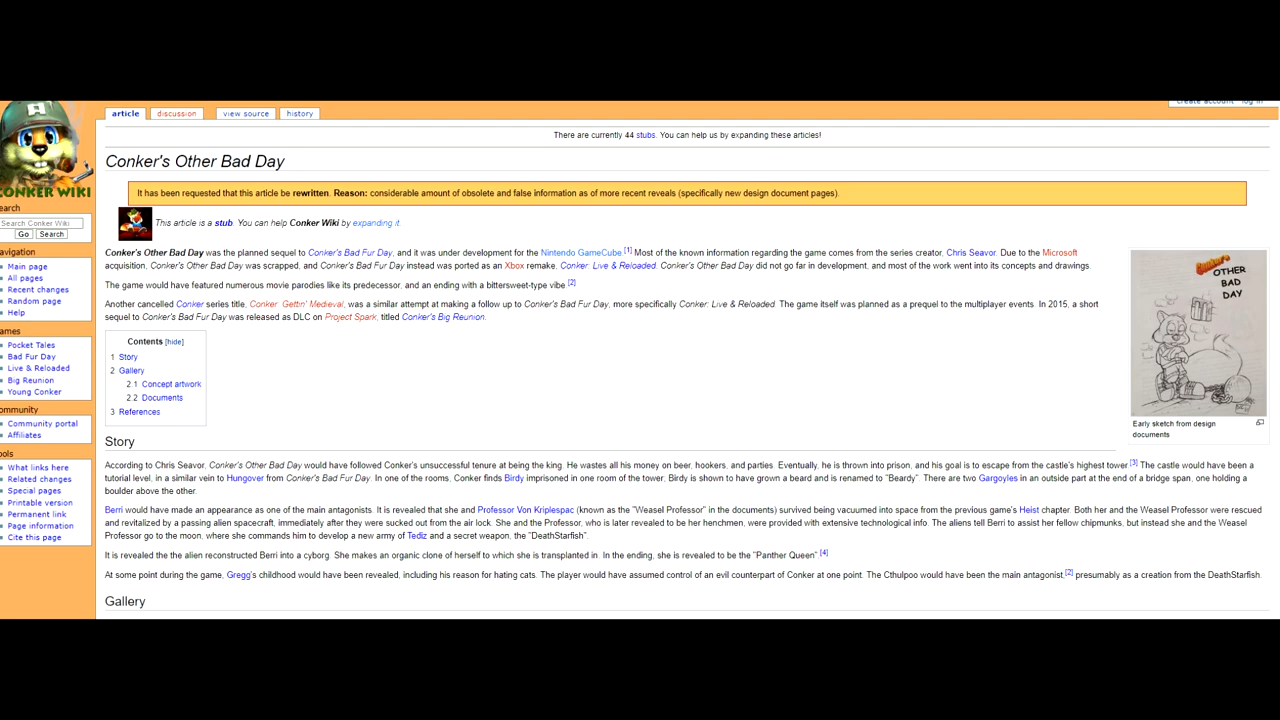 create account log in
article discussion view source history
There are currently 44 stubs. You can help us by expanding these articles!
Conker's Other Bad Day
CONKER WIKI
It has been requested that this article be rewritten. Reason: considerable amount of obsolete and false information as of more recent reveals (specifically new design document pages).
This article is a stub. You can help Conker Wiki by expanding it.
earch
Search Conker Wiki
Go Search
avigation
Main page
All pages
Recent changes
Random page
Help
ames
Pocket Tales
Bad Fur Day
Live & Reloaded
Big Reunion
Young Conker
ommunity
Community portal
Affiliates
ools
What links here
Related changes
Special pages
Printable version
Permanent link
Page information
Cite this page
Conker's Other Bad Day was the planned sequel to Conker's Bad Fur Day, and it was under development for the Nintendo GameCube.[1] Most of the known information regarding the game comes from the series creator, Chris Seavor. Due to the Microsoft
acquisition, Conker's Other Bad Day was scrapped, and Conker's Bad Fur Day instead was ported as an Xbox remake, Conker: Live & Reloaded. Conker's Other Bad Day did not go far in development, and most of the work went into its concepts and drawings.
The game would have featured numerous movie parodies like its predecessor, and an ending with a bittersweet-type vibe.[2]
Another cancelled Conker series title, Conker: Gettin' Medieval, was a similar attempt at making a follow up to Conker's Bad Fur Day, more specifically Conker: Live & Reloaded. The game itself was planned as a prequel to the multiplayer events. In 2015, a short
sequel to Conker's Bad Fur Day was released as DLC on Project Spark, titled Conker's Big Reunion.
Conker's
OTHER
BAD
DAY
Early sketch from design
documents
Contents [hide]
1 Story
2 Gallery
2.1 Concept artwork
2.2 Documents
3 References
Story
According to Chris Seavor, Conker's Other Bad Day would have followed Conker's unsuccessful tenure at being the king. He wastes all his money on beer, hookers, and parties. Eventually, he is thrown into prison, and his goal is to escape from the castle's highest tower.[3] The castle would have been a
tutorial level, in a similar vein to Hungover from Conker's Bad Fur Day. In one of the rooms, Conker finds Birdy imprisoned in one room of the tower; Birdy is shown to have grown a beard and is renamed to "Beardy". There are two Gargoyles in an outside part at the end of a bridge span, one holding a
boulder above the other.
Berri would have made an appearance as one of the main antagonists. It is revealed that she and Professor Von Kriplespac (known as the "Weasel Professor" in the documents) survived being vacuumed into space from the previous game's Heist chapter. Both her and the Weasel Professor were rescued
and revitalized by a passing alien spacecraft, immediately after they were sucked out from the air lock. She and the Professor, who is later revealed to be her henchmen, were provided with extensive technological info. The aliens tell Berri to assist her fellow chipmunks, but instead she and the Weasel
Professor go to the moon, where she commands him to develop a new army of Tediz and a secret weapon, the "DeathStarfish".
It is revealed the the alien reconstructed Berri into a cyborg. She makes an organic clone of herself to which she is transplanted in. In the ending, she is revealed to be the "Panther Queen".[4]
At some point during the game, Gregg's childhood would have been revealed, including his reason for hating cats. The player would have assumed control of an evil counterpart of Conker at one point. The Cthulpoo would have been the main antagonist,[2] presumably as a creation from the DeathStarfish.
Gallery